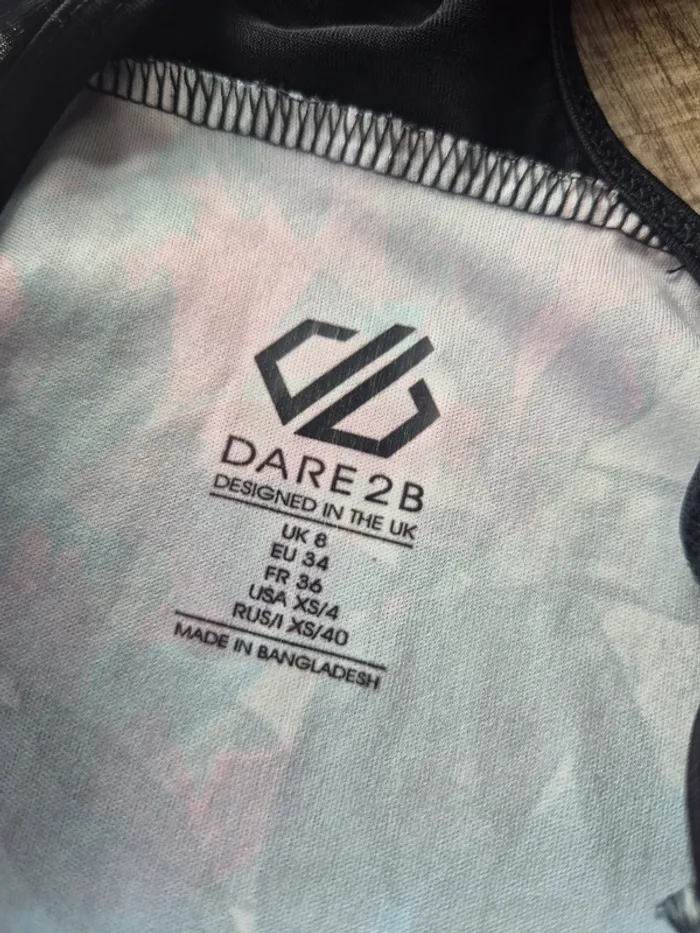 DARE2B
DESIGNED IN THE UK
UK 8
EU 34
FR 36
USA XS/4
RUS/I XS/40
MADE IN BANGLADESH